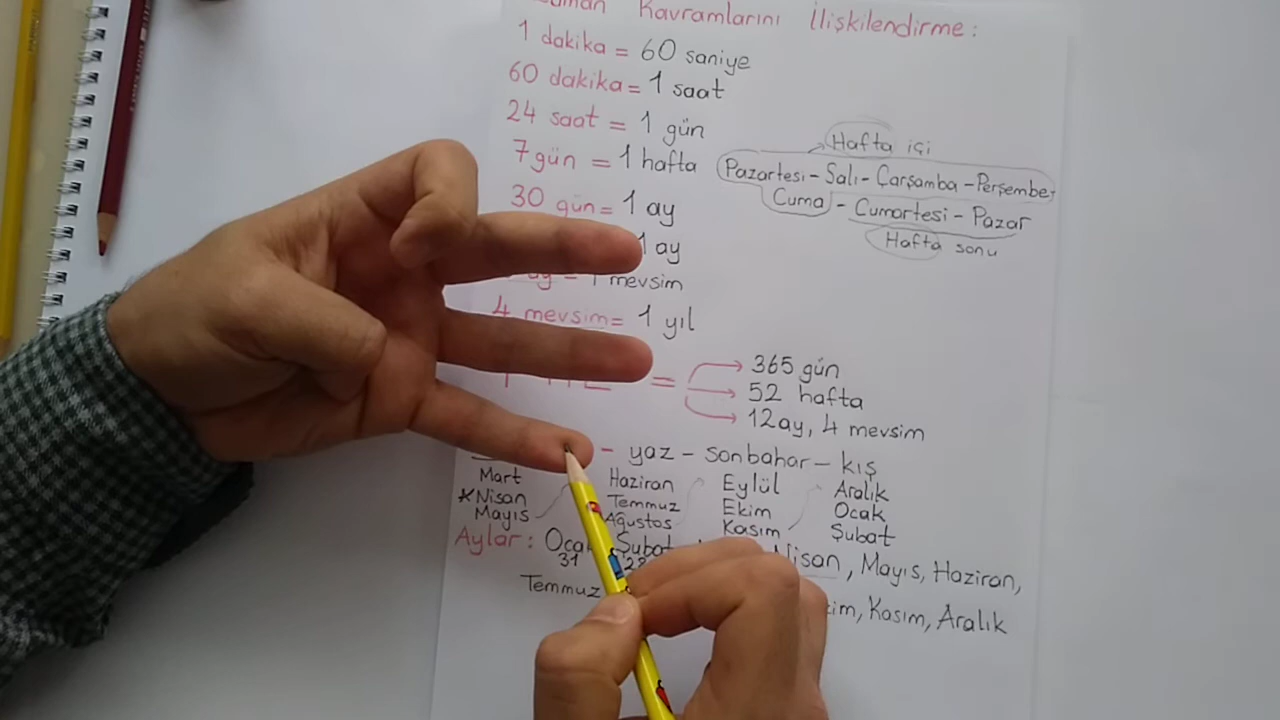 Kavramlarını İlişkilendirme:
1 dakika = 60 saniye
60 dakika = 1 saat
24 saat = 1 gün
7 gün = 1 hafta
30 gün = 1 ay
1 ay
1 mevsim
4 mevsim = 1 yıl
Hafta içi
Pazartesi - Salı - Çarşamba - Perşembe,
Cuma - Cumartesi - Pazar
Hafta sonu
=
365 gün
52 hafta
12 ay, 4 mevsim
- yaz - sonbahar - kış
Mart Haziran Eylül Aralık
Nisan Temmuz Ekim Ocak
Mayıs Ağustos Kasım Şubat
Aylar: Şubat Nisan, Mayıs, Haziran,
31 28
Temmuz Kasım, Aralık